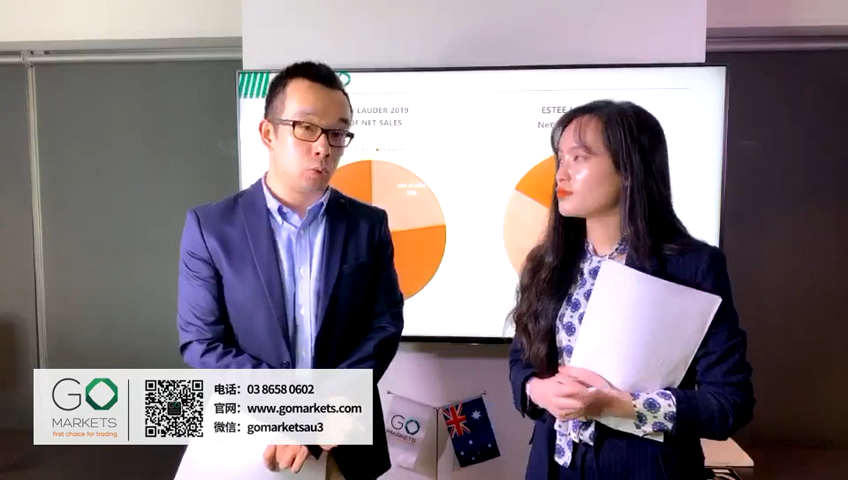 LAUDER 2019
OF NET SALES
ESTEE
Net
GO
MARKETS
first choice for trading
电话: 03 8658 0602
官网: www.gomarkets.com
微信: gomarketsau3
GO
MARKETS